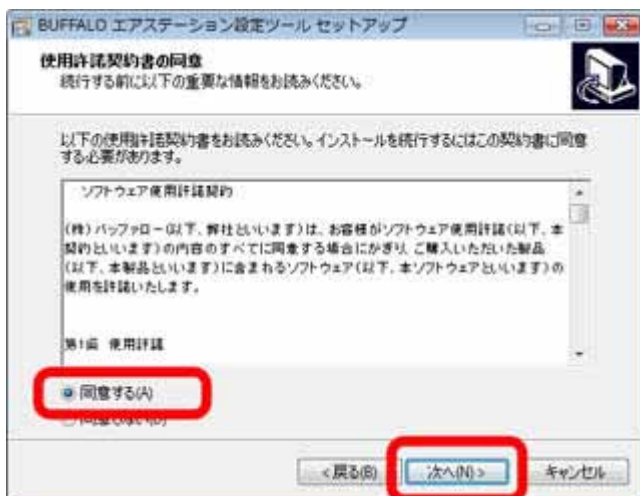 BUFFALO エアステーション設定ツール セットアップ
使用許諾契約書の同意
続行する前に以下の重要な情報をお読みください。
以下の使用許諾契約書をお読みください。インストールを続行するにはこの契約書に同意
する必要があります。
ソフトウェア使用許諾契約
(株)バッファロー(以下、弊社といいます)は、お客様がソフトウェア使用許諾(以下、本
契約といいます)の内容のすべてに同意する場合にかぎり、ご購入いただいた製品
(以下、本製品といいます)に含まれるソフトウェア(以下、本ソフトウェアといいます)の
使用を許諾いたします。
第1條 使用許諾
同意する(A)
< 戻る(B)
次へ(N) >
キャンセル